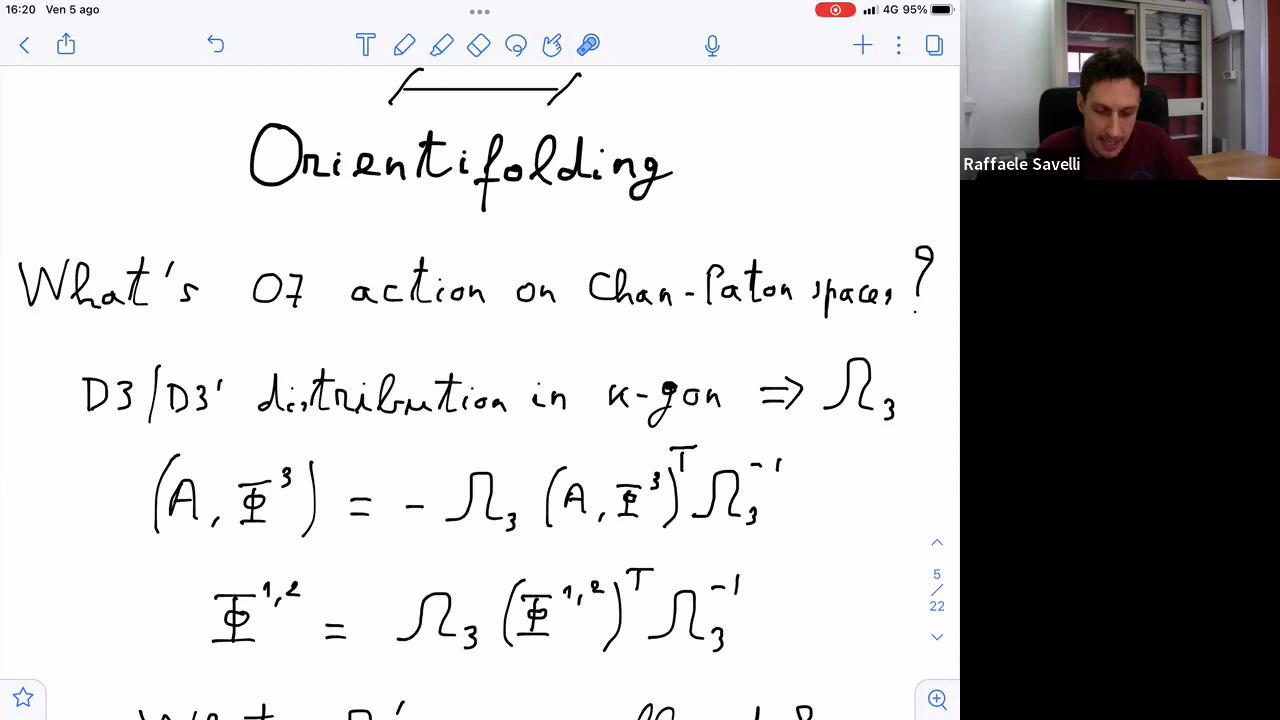 16:20 Ven 5 ago
4G 95%
Orientifolding
What's O7 action on Chan-Paton spaces?
D3/D3' distribution in k-gon ⇒ Ω₃
(A, Φ³) = - Ω₃ (A, Φ³)ᵀ Ω₃⁻¹
Φ¹,² = Ω₃ (Φ¹,²)ᵀ Ω₃⁻¹
5
/
22
Raffaele Savelli